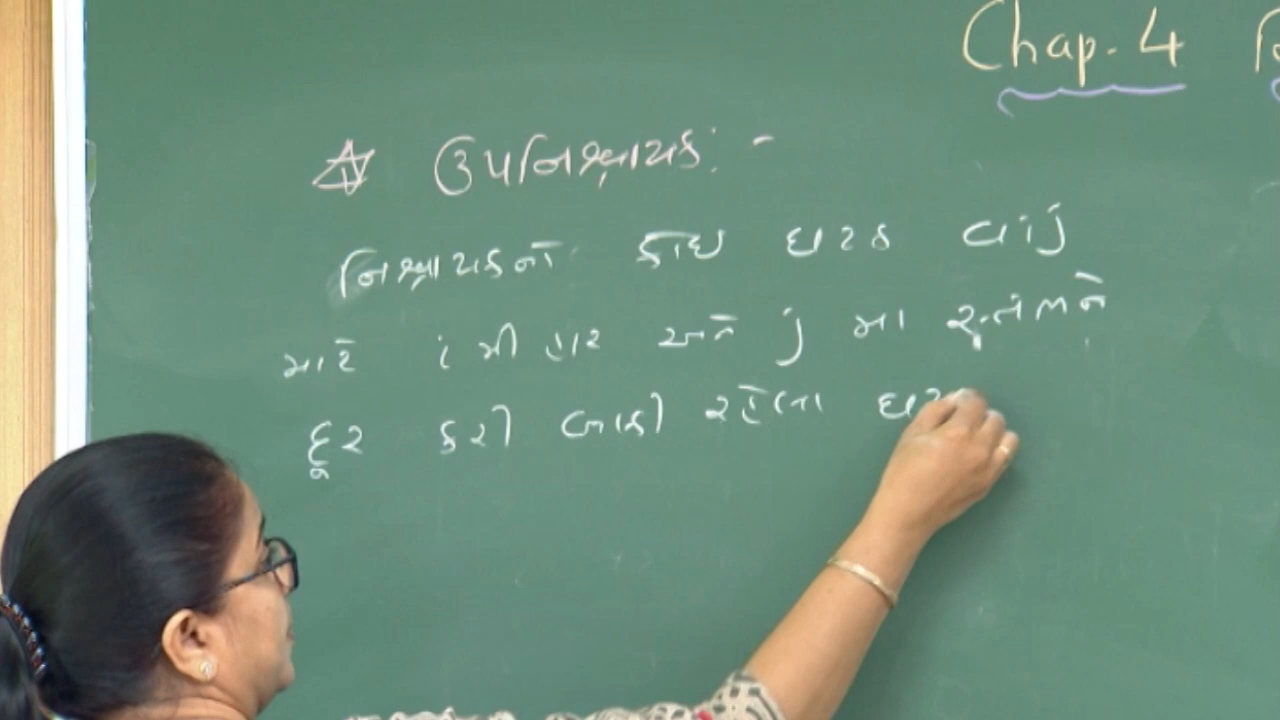 Chap. 4
☆ ઉપનિશ્ચાયક: -
નિશ્ચાયકના કોઇ ઘટક aij
માટે i મી હાર અને j મા સ્તંભને
દૂર કરી બાકી રહેલા